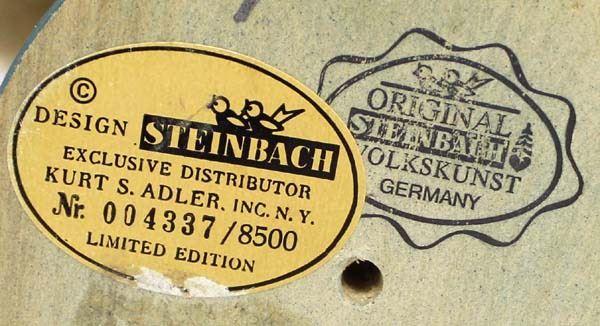 ©
DESIGN STEINBACH
EXCLUSIVE DISTRIBUTOR
KURT S. ADLER, INC. N.Y.
Nr. 004337/8500
LIMITED EDITION
ORIGINAL
STEINBACH
VOLKSKUNST
GERMANY